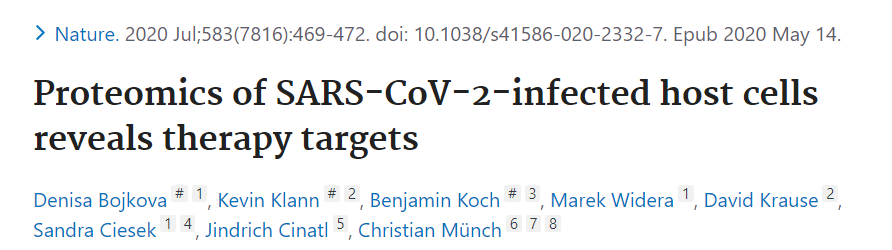 Nature. 2020 Jul;583(7816):469-472. doi: 10.1038/s41586-020-2332-7. Epub 2020 May 14.
Proteomics of SARS-CoV-2-infected host cells
reveals therapy targets
Denisa Bojkova # 1, Kevin Klann # 2, Benjamin Koch # 3, Marek Widera 1, David Krause 2,
Sandra Ciesek 1 4, Jindrich Cinatl 5, Christian Münch 6 7 8